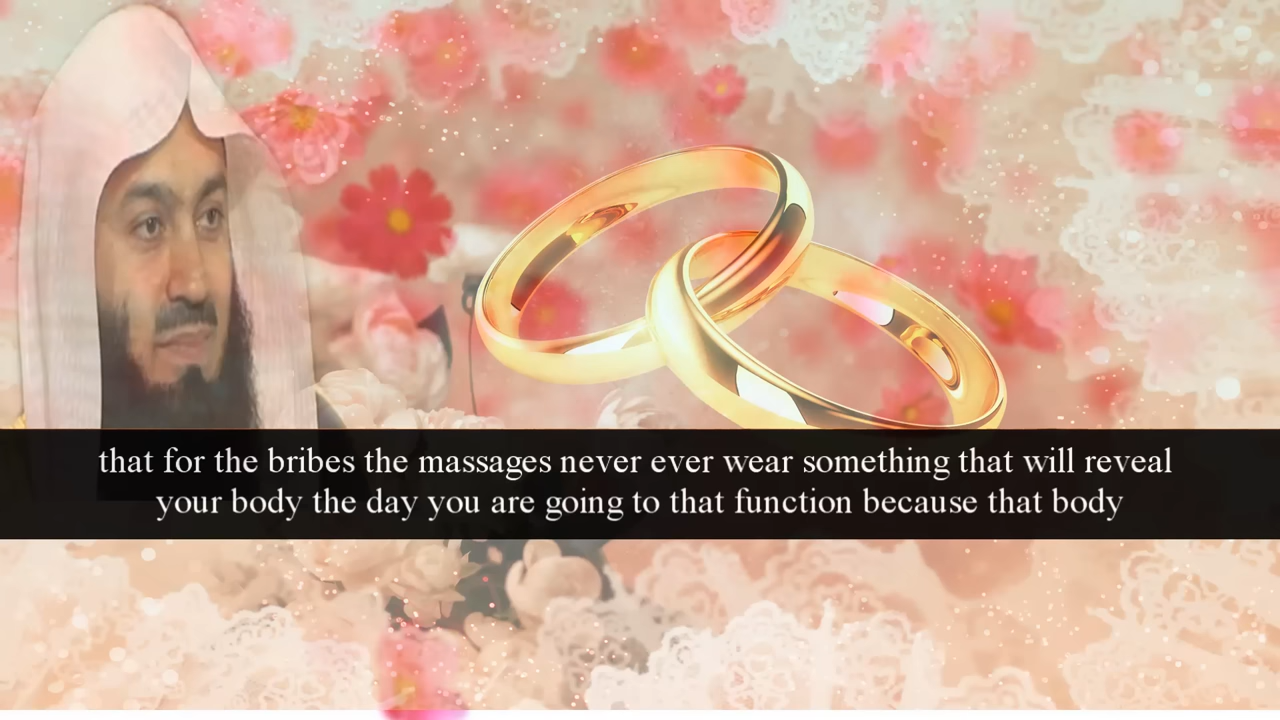 that for the bribes the massages never ever wear something that will reveal
your body the day you are going to that function because that body